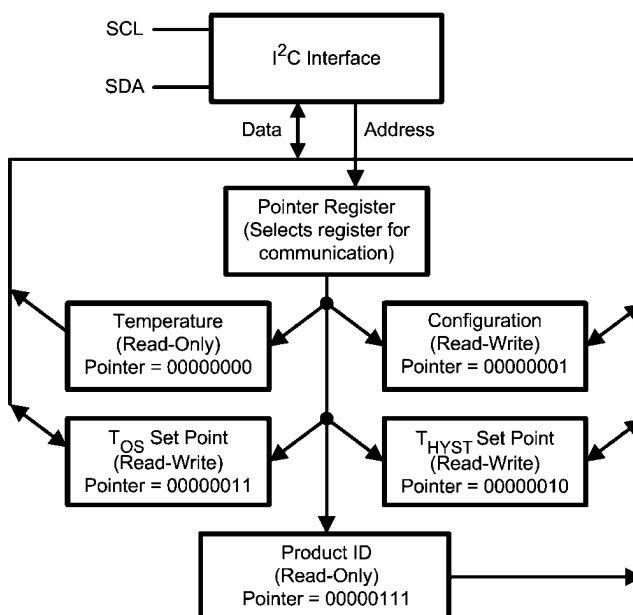 SCL
I2C Interface
SDA
Data
Address
Pointer Register
(Selects register for
communication)
Temperature
(Read-Only)
Pointer = 00000000
Configuration
(Read-Write)
Pointer = 00000001
TOS Set Point
(Read-Write)
Pointer = 00000011
THYST Set Point
(Read-Write)
Pointer = 00000010
Product ID
(Read-Only)
Pointer = 00000111